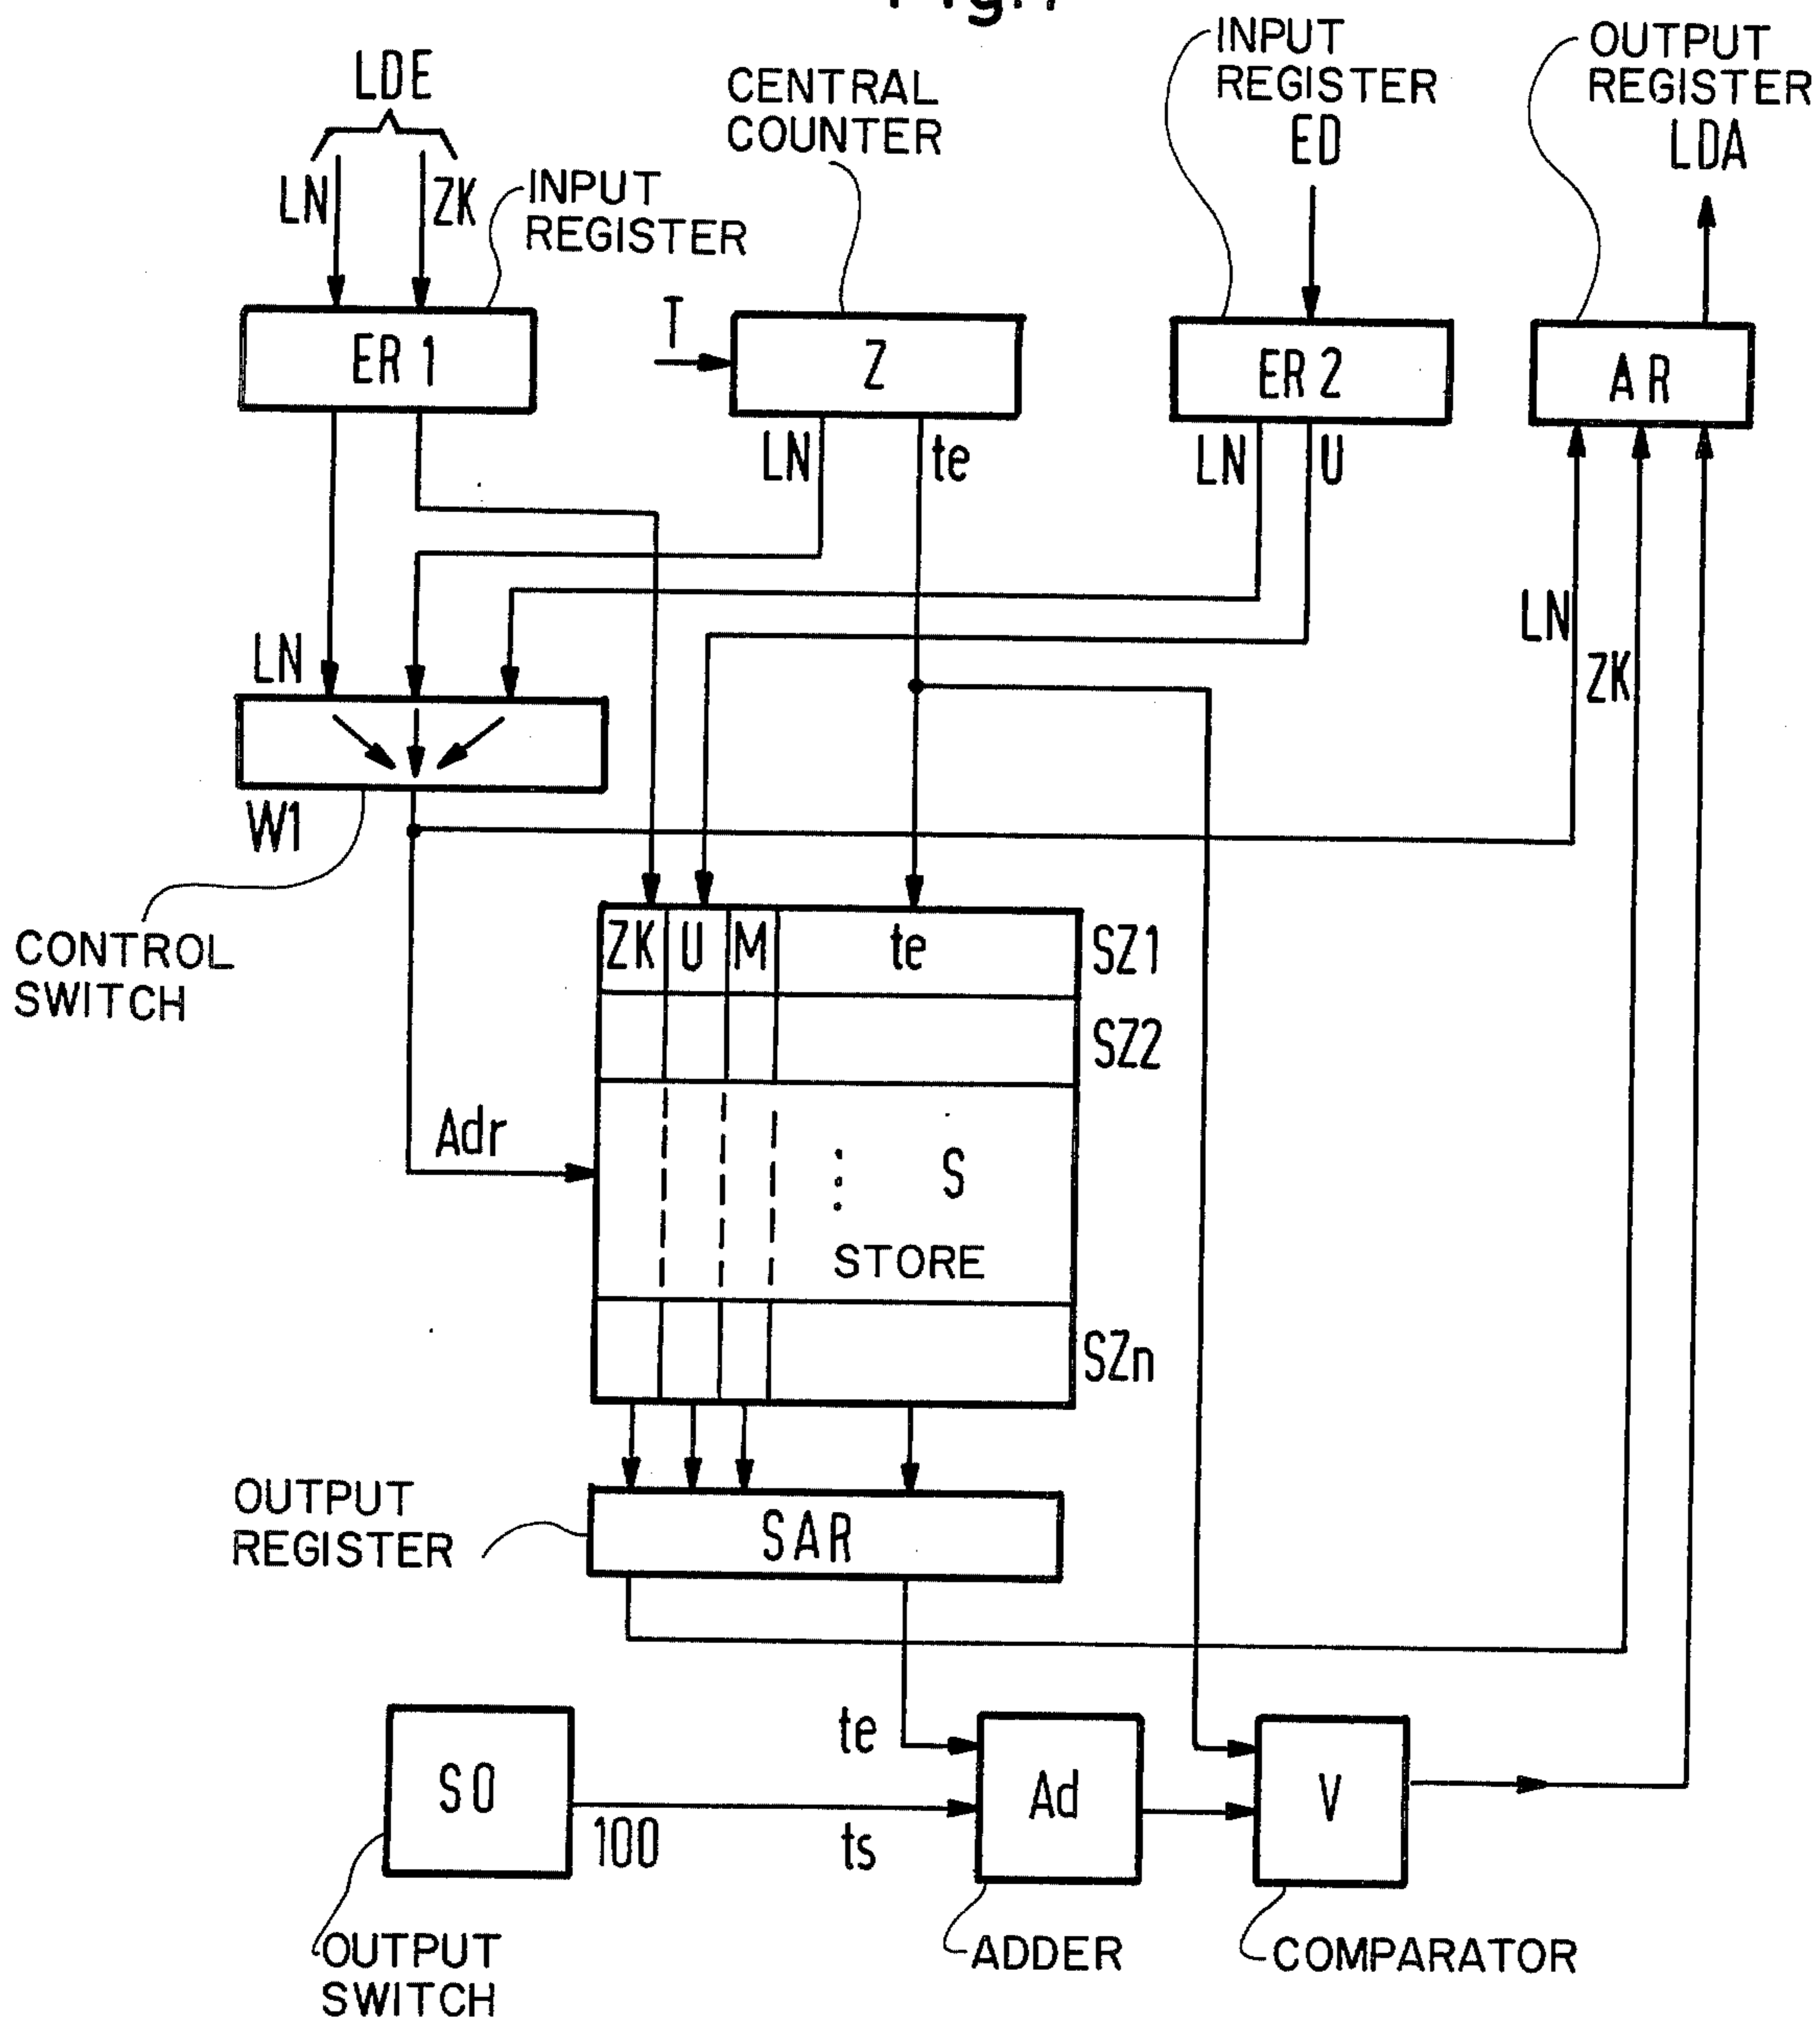 LDE
CENTRAL
COUNTER
INPUT
REGISTER
ED
OUTPUT
REGISTER
LDA
LN
ZK
INPUT
REGISTER
T
ER 1
Z
ER 2
AR
LN
te
LN
U
LN
LN
ZK
W1
CONTROL
SWITCH
ZK
U
M
te
SZ1
SZ2
Adr
S
STORE
SZn
OUTPUT
REGISTER
SAR
te
SO
100
ts
Ad
V
OUTPUT
SWITCH
ADDER
COMPARATOR